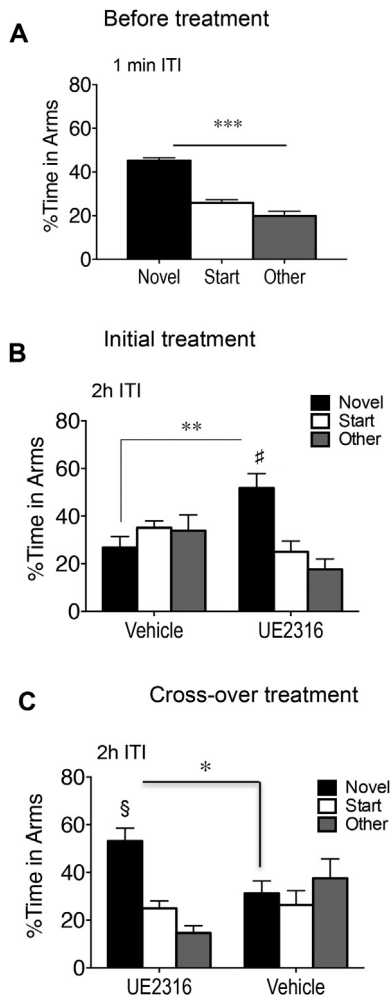 A
Before treatment
1 min ITI
***
%Time in Arms
80
60
40
20
0
Novel Start Other
B
Initial treatment
2h ITI
Novel
Start
Other
**
♯
%Time in Arms
80
60
40
20
0
Vehicle UE2316
C
Cross-over treatment
2h ITI
Novel
Start
Other
*
§
%Time in Arms
80
60
40
20
0
UE2316 Vehicle